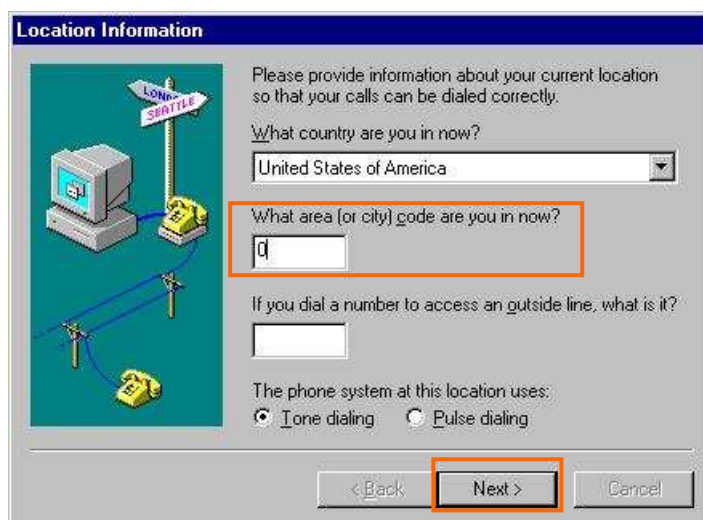 Location Information
LOND
SEATTLE
Please provide information about your current location
so that your calls can be dialed correctly.
What country are you in now?
United States of America
What area (or city) code are you in now?
0
If you dial a number to access an outside line, what is it?
The phone system at this location uses:
Tone dialing Pulse dialing
< Back Next > Cancel